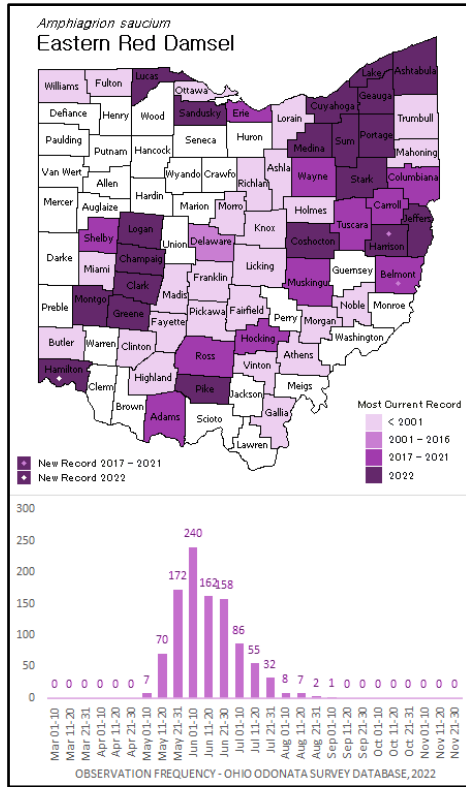 Amphiagrion saucium
Eastern Red Damsel
Williams
Fulton
Lucas
Ottawa
Lake
Ashtabula
Geauga
Cuyahoga
Defiance
Henry
Wood
Sandusky
Erie
Lorain
Trumbull
Paulding
Putnam
Hancock
Seneca
Huron
Medina
Sum
Portage
Mahoning
Van Wert
Allen
Wyando
Crawfo
Richlan
Ashla
Wayne
Stark
Columbiana
Mercer
Auglaize
Hardin
Marion
Morro
Holmes
Carroll
Jeffers
Shelby
Logan
Union
Delaware
Knox
Coshocton
Tuscara
Harrison
Darke
Miami
Champaig
Licking
Guernsey
Belmont
Clark
Madis
Franklin
Muskingu
Preble
Montgo
Greene
Fayette
Pickawa
Fairfield
Perry
Morgan
Noble
Monroe
Butler
Warren
Clinton
Ross
Hocking
Athens
Washington
Hamilton
Clerm
Highland
Vinton
Meigs
Brown
Adams
Pike
Jackson
Gallia
Scioto
Lawren
Most Current Record
< 2001
2001 - 2016
2017 - 2021
2022
New Record 2017 - 2021
New Record 2022
300
250
200
150
100
50
0
0 0 0 0 0 0 7 70 172 240 162 158 86 55 32 8 7 2 1 0 0 0 0 0 0 0 0
Mar 01-10
Mar 11-20
Mar 21-31
Apr 01-10
Apr 11-20
Apr 21-30
May 01-10
May 11-20
May 21-31
Jun 01-10
Jun 11-20
Jun 21-30
Jul 01-10
Jul 11-20
Jul 21-31
Aug 01-10
Aug 11-20
Aug 21-31
Sep 01-10
Sep 11-20
Sep 21-30
Oct 01-10
Oct 11-20
Oct 21-31
Nov 01-10
Nov 11-20
Nov 21-30
OBSERVATION FREQUENCY - OHIO ODONATA SURVEY DATABASE, 2022